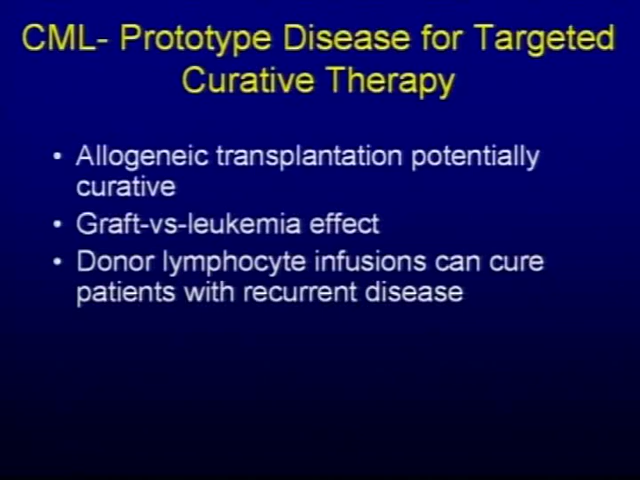 CML- Prototype Disease for Targeted
Curative Therapy
• Allogeneic transplantation potentially
curative
• Graft-vs-leukemia effect
• Donor lymphocyte infusions can cure
patients with recurrent disease